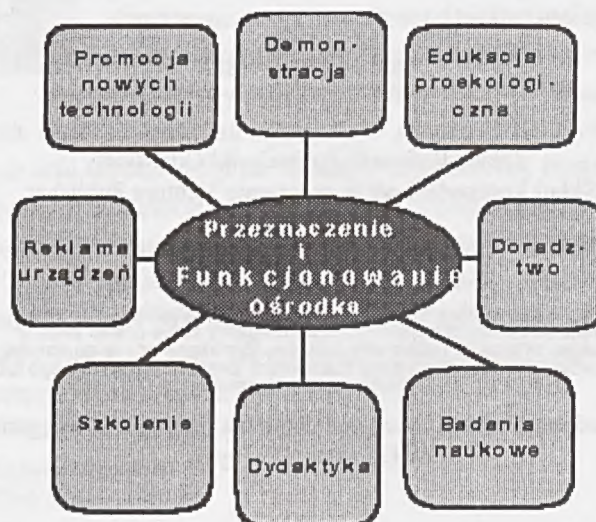 Promocja
nowych
technologii
Demon-
stracja
Edukacja
proekologi-
czna
Reklama
urządzeń
Przeznaczenie
i
Funkcjonowanie
Ośrodka
Doradz-
two
Szkolenie
Dydaktyka
Badania
naukowe